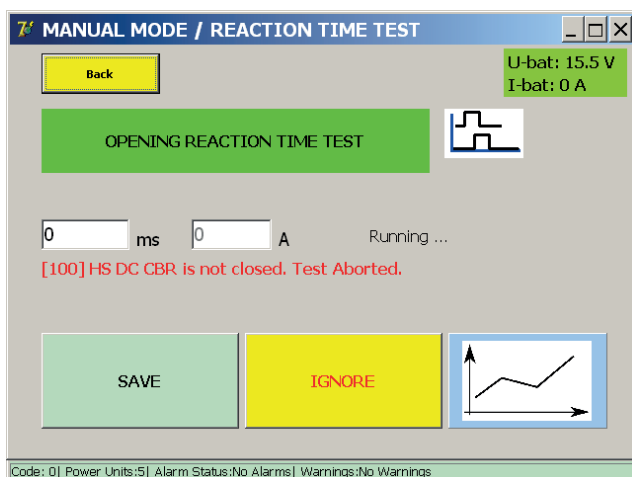 MANUAL MODE / REACTION TIME TEST
Back
U-bat: 15.5 V
I-bat: 0 A
OPENING REACTION TIME TEST
0 ms 0 A Running ...
[100] HS DC CBR is not closed. Test Aborted.
SAVE
IGNORE
Code: 0| Power Units:5| Alarm Status:No Alarms| Warnings:No Warnings